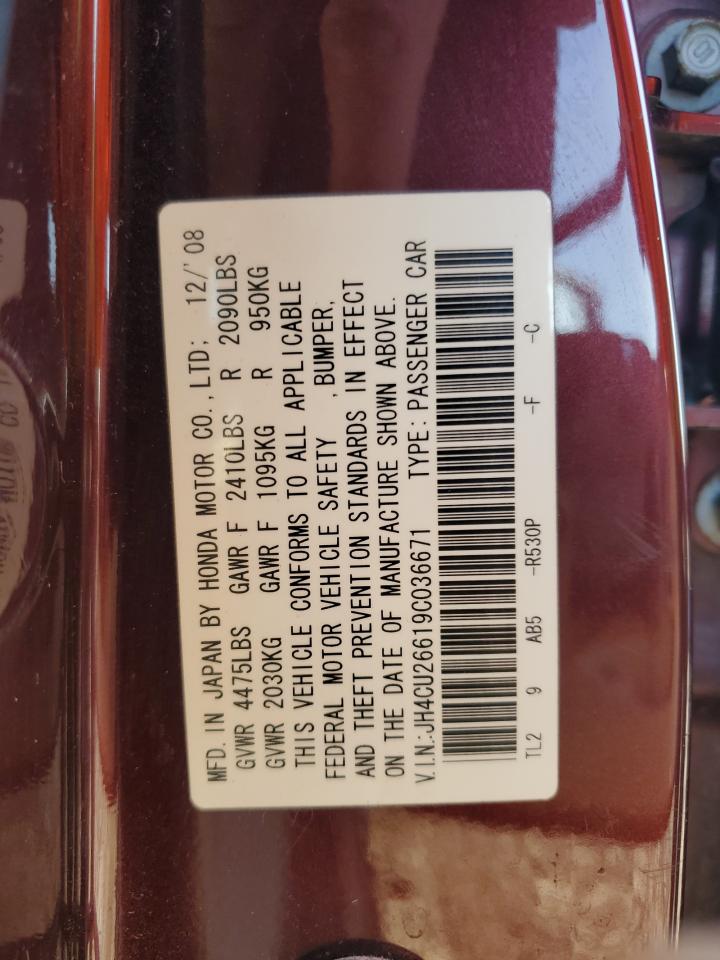 MFD. IN JAPAN BY HONDA MOTOR CO., LTD; 12/'08
GVWR 4475LBS GAWR F 2410LBS R 2090LBS
GVWR 2030KG GAWR F 1095KG R 950KG
THIS VEHICLE CONFORMS TO ALL APPLICABLE
FEDERAL MOTOR VEHICLE SAFETY , BUMPER,
AND THEFT PREVENTION STANDARDS IN EFFECT
ON THE DATE OF MANUFACTURE SHOWN ABOVE.
V.I.N.:JH4CU26619C036671 TYPE: PASSENGER CAR
TL2 9 AB5 -R530P -F -C